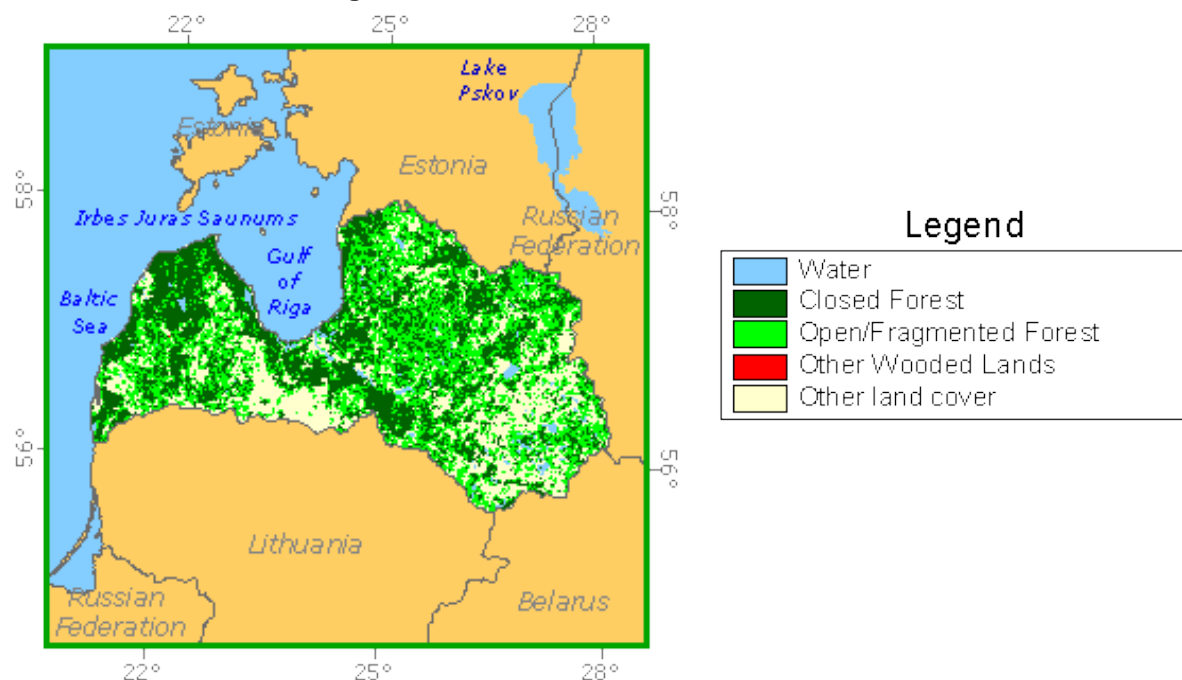 22° 25° 28°
Lake
Pskov
Estonia
Estonia
58°
58°
Irbes Juras Saunums
Russian
Federation
Gulf
of
Riga
Baltic
Sea
56°
56°
Lithuania
Russian
Federation
Belarus
22° 25° 28°
Legend
Water
Closed Forest
Open/Fragmented Forest
Other Wooded Lands
Other land cover